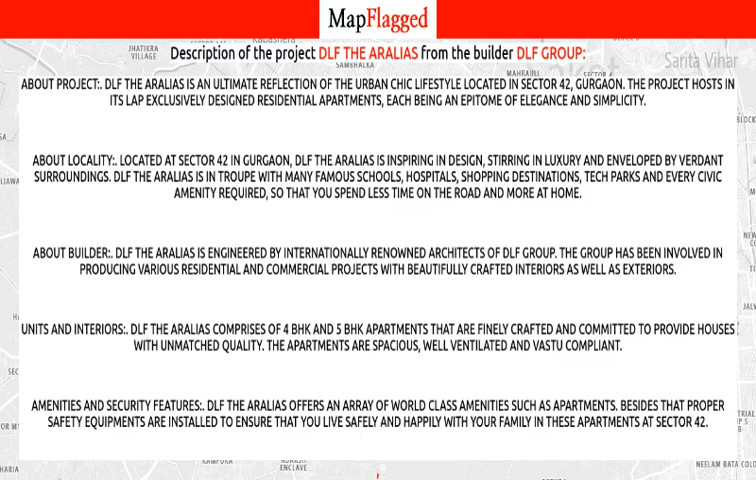 MapFlagged
Description of the project DLF THE ARALIAS from the builder DLF GROUP:
JHATIKRA
VILLAGE
SAMBHALKA
MAHRAULI
Sarita Vihar
ABOUT PROJECT:. DLF THE ARALIAS IS AN ULTIMATE REFLECTION OF THE URBAN CHIC LIFESTYLE LOCATED IN SECTOR 42, GURGAON. THE PROJECT HOSTS IN
ITS LAP EXCLUSIVELY DESIGNED RESIDENTIAL APARTMENTS, EACH BEING AN EPITOME OF ELEGANCE AND SIMPLICITY.
ABOUT LOCALITY:. LOCATED AT SECTOR 42 IN GURGAON, DLF THE ARALIAS IS INSPIRING IN DESIGN, STIRRING IN LUXURY AND ENVELOPED BY VERDANT
SURROUNDINGS. DLF THE ARALIAS IS IN TROUPE WITH MANY FAMOUS SCHOOLS, HOSPITALS, SHOPPING DESTINATIONS, TECH PARKS AND EVERY CIVIC
AMENITY REQUIRED, SO THAT YOU SPEND LESS TIME ON THE ROAD AND MORE AT HOME.
ABOUT BUILDER:. DLF THE ARALIAS IS ENGINEERED BY INTERNATIONALLY RENOWNED ARCHITECTS OF DLF GROUP. THE GROUP HAS BEEN INVOLVED IN
PRODUCING VARIOUS RESIDENTIAL AND COMMERCIAL PROJECTS WITH BEAUTIFULLY CRAFTED INTERIORS AS WELL AS EXTERIORS.
UNITS AND INTERIORS:. DLF THE ARALIAS COMPRISES OF 4 BHK AND 5 BHK APARTMENTS THAT ARE FINELY CRAFTED AND COMMITTED TO PROVIDE HOUSES
WITH UNMATCHED QUALITY. THE APARTMENTS ARE SPACIOUS, WELL VENTILATED AND VASTU COMPLIANT.
AMENITIES AND SECURITY FEATURES:. DLF THE ARALIAS OFFERS AN ARRAY OF WORLD CLASS AMENITIES SUCH AS APARTMENTS. BESIDES THAT PROPER
SAFETY EQUIPMENTS ARE INSTALLED TO ENSURE THAT YOU LIVE SAFELY AND HAPPILY WITH YOUR FAMILY IN THESE APARTMENTS AT SECTOR 42.
ENCLAVE
NEELAM BATA COLO